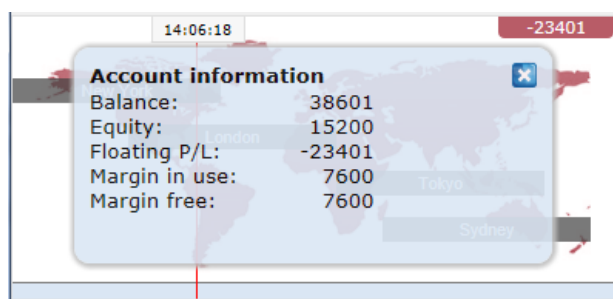 14:06:18
-23401
Account information
New York
Balance: 38601
Equity: 15200
London
Floating P/L: -23401
Margin in use: 7600
Tokyo
Margin free: 7600
Sydney